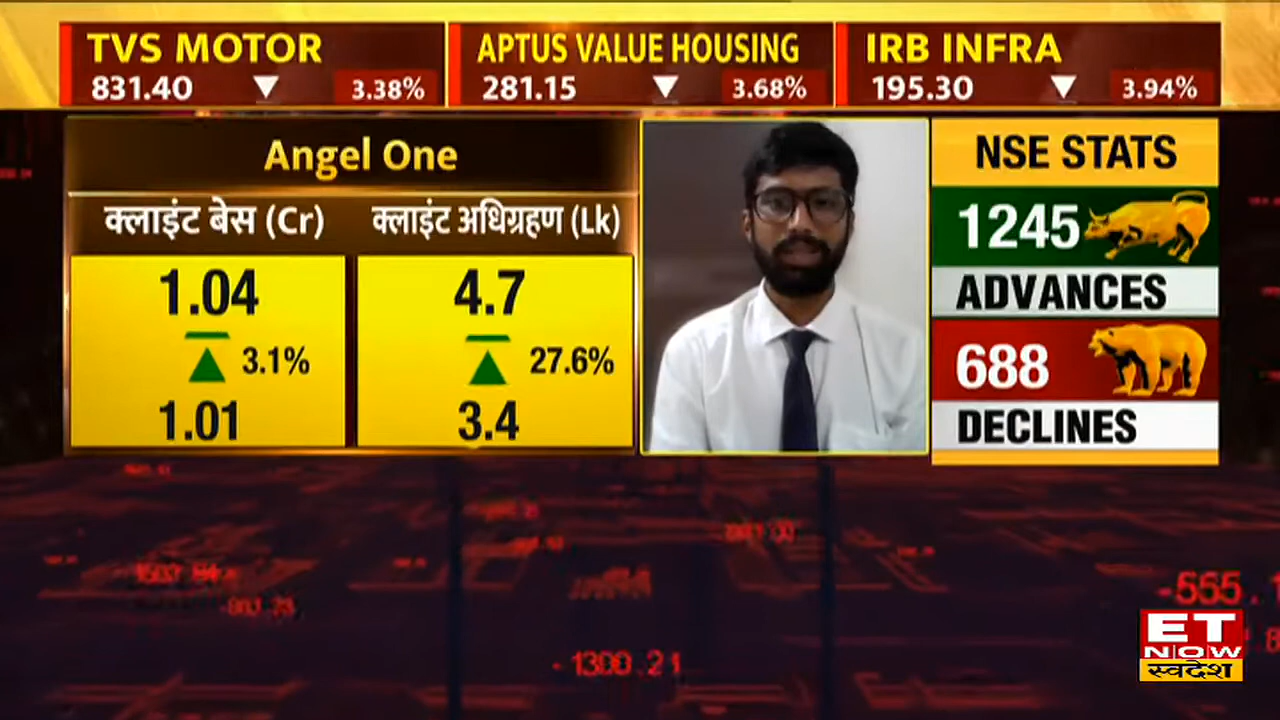 TVS MOTOR
831.40 ▼ 3.38%
APTUS VALUE HOUSING
281.15 ▼ 3.68%
IRB INFRA
195.30 ▼ 3.94%
Angel One
क्लाइंट बेस (Cr)
1.04
▲ 3.1%
1.01
क्लाइंट अधिग्रहण (Lk)
4.7
▲ 27.6%
3.4
NSE STATS
1245
ADVANCES
688
DECLINES
-1300.21
ET
NOW
स्वदेश